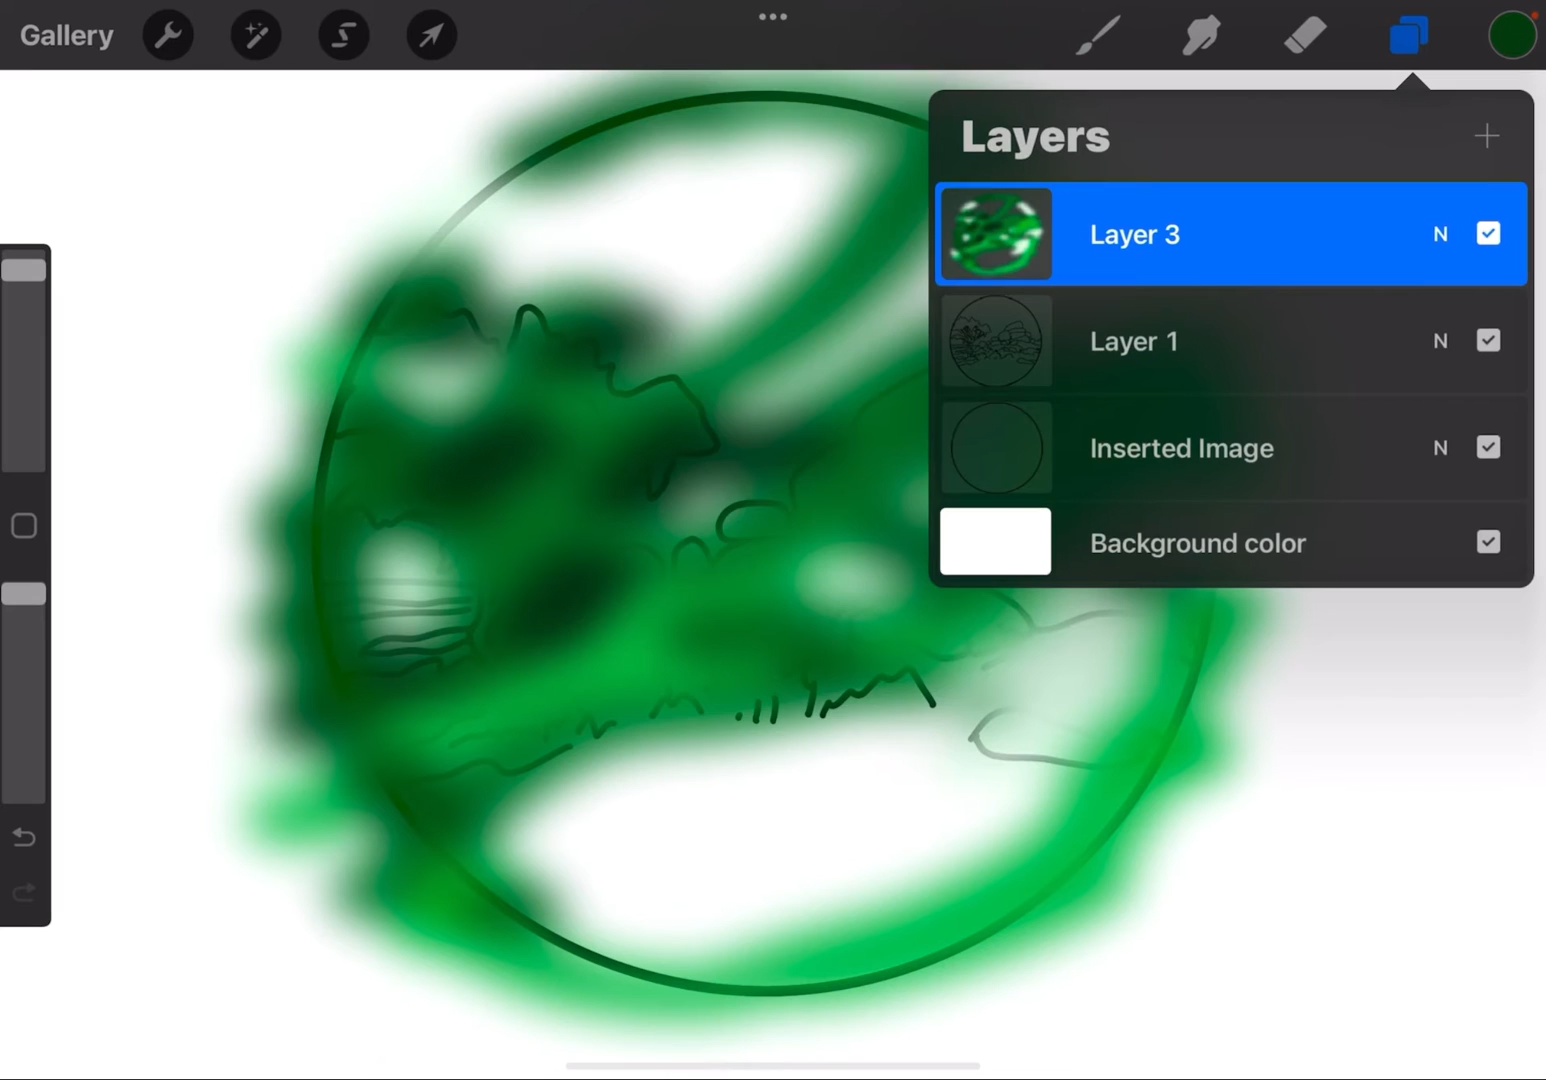 Gallery
Layers
Layer 3 N
Layer 1 N
Inserted Image N
Background color